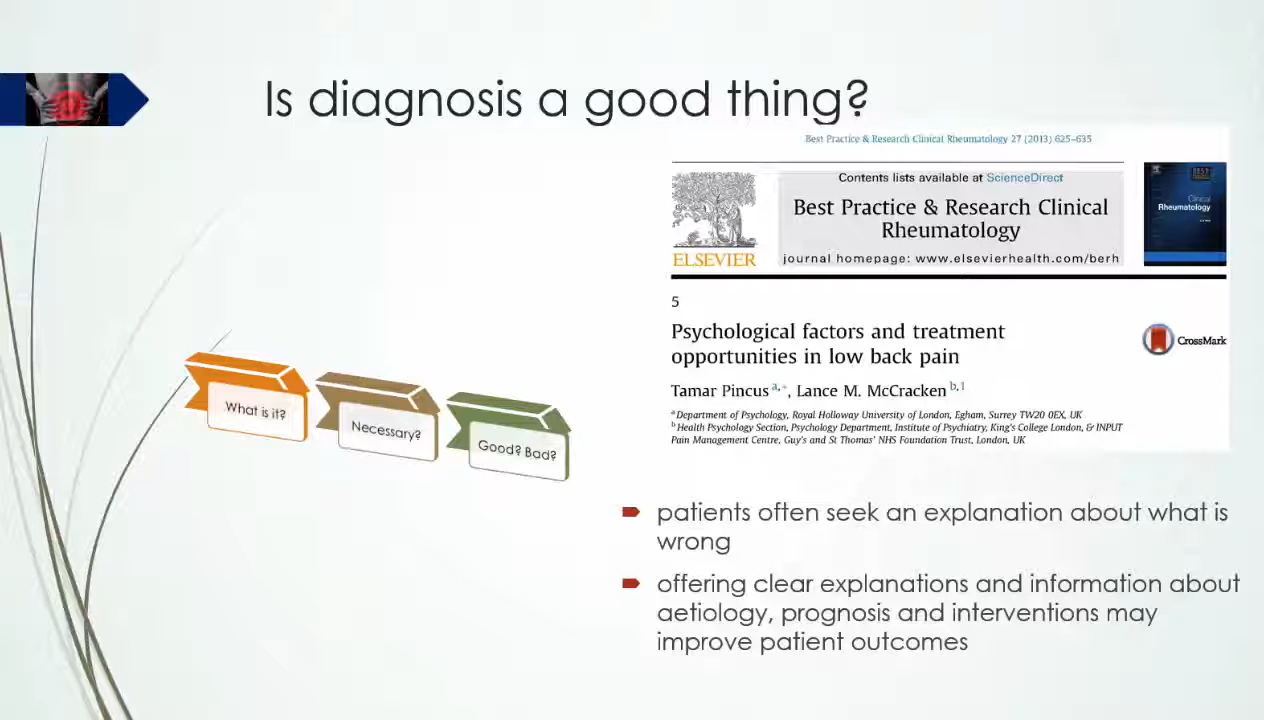 Is diagnosis a good thing?
Best Practice & Research Clinical Rheumatology 27 (2013) 625–635
Contents lists available at ScienceDirect
Best Practice & Research Clinical
Rheumatology
journal homepage: www.elsevierhealth.com/berh
ELSEVIER
Clinical
Rheumatology
5
Psychological factors and treatment
opportunities in low back pain
CrossMark
Tamar Pincus a,*, Lance M. McCracken b,1
a Department of Psychology, Royal Holloway University of London, Egham, Surrey TW20 0EX, UK
b Health Psychology Section, Psychology Department, Institute of Psychiatry, King's College London, & INPUT
Pain Management Centre, Guy's and St Thomas' NHS Foundation Trust, London, UK
What is it?
Necessary?
Good? Bad?
patients often seek an explanation about what is
wrong
offering clear explanations and information about
aetiology, prognosis and interventions may
improve patient outcomes